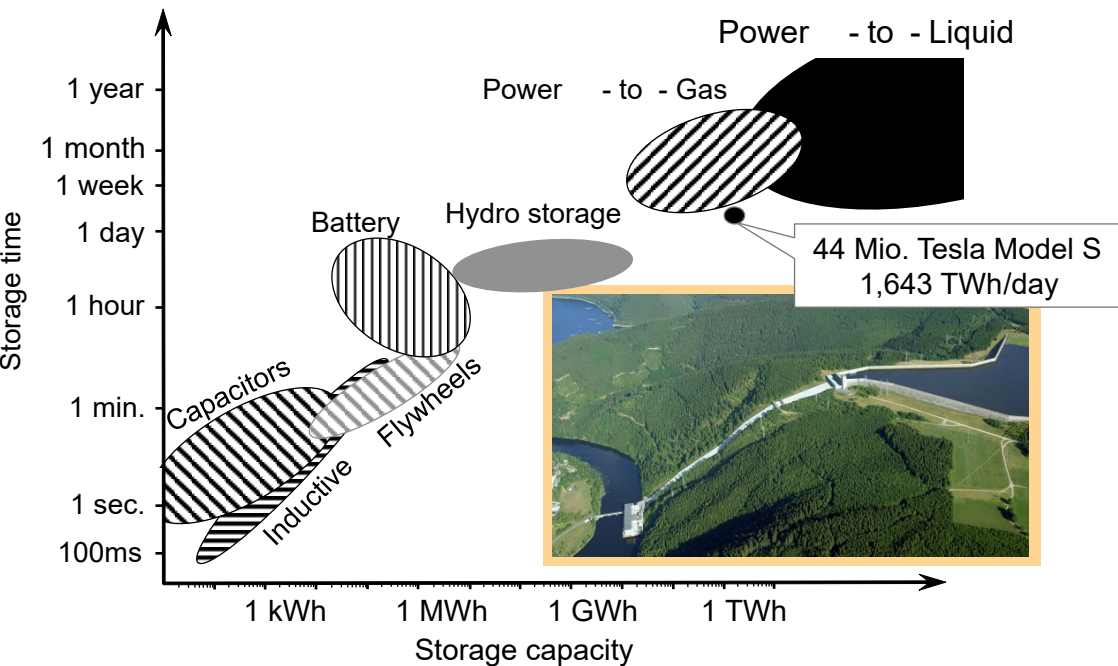 Power - to - Liquid
Power - to - Gas
1 year
1 month
1 week
1 day
1 hour
1 min.
1 sec.
100ms
Storage time
Battery
Hydro storage
44 Mio. Tesla Model S
1,643 TWh/day
Capacitors
Flywheels
Inductive
1 kWh
1 MWh
1 GWh
1 TWh
Storage capacity